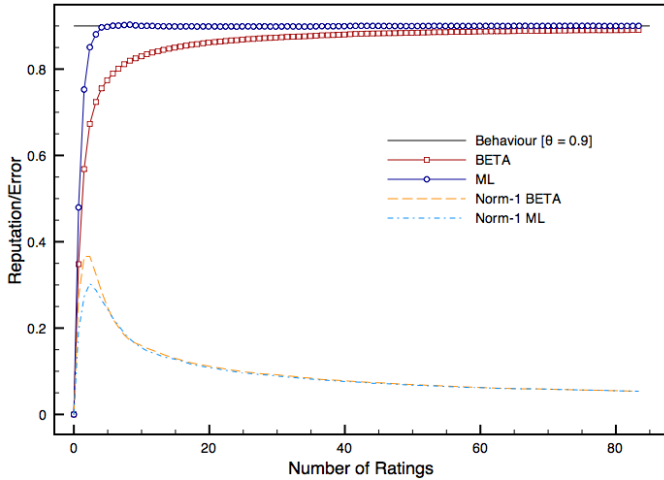 Reputation/Error
0.8
0.6
0.4
0.2
0
Behaviour [θ = 0.9]
BETA
ML
Norm-1 BETA
Norm-1 ML
0 20 40 60 80
Number of Ratings